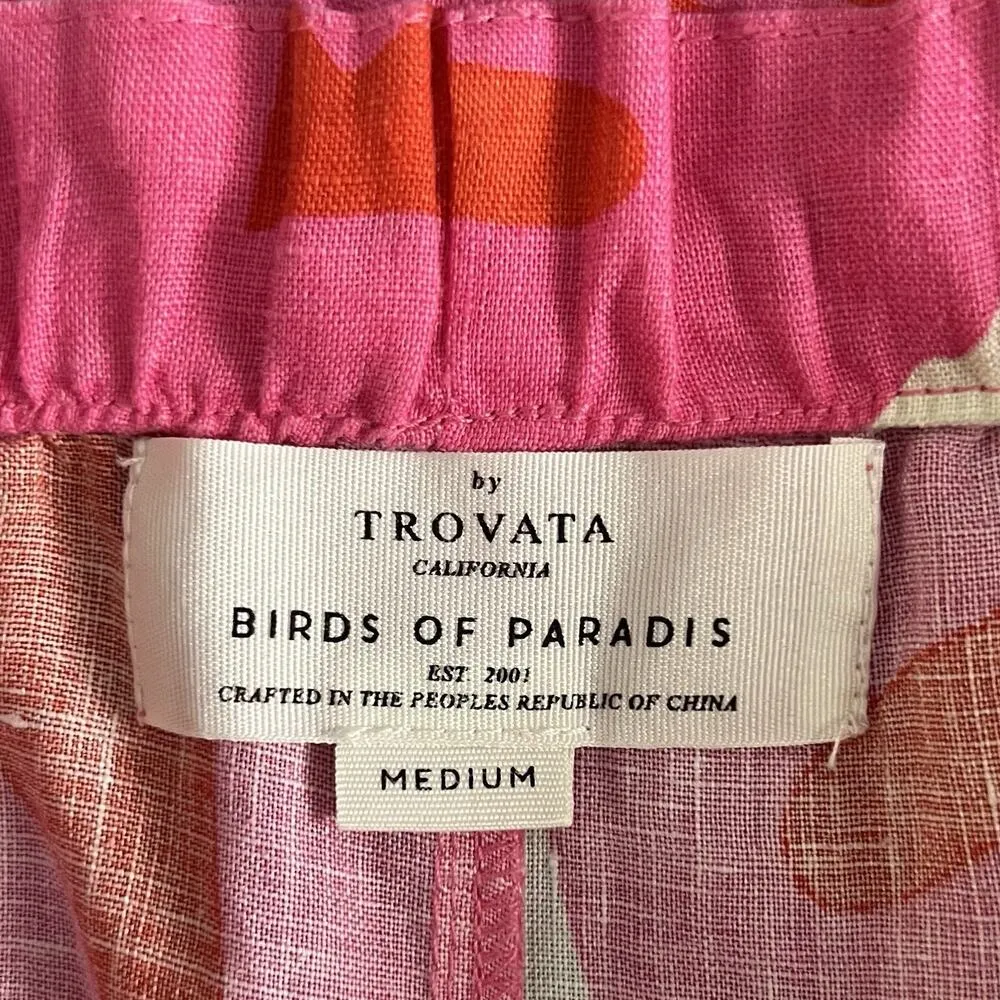 by
TROVATA
CALIFORNIA
BIRDS OF PARADIS
EST. 2001
CRAFTED IN THE PEOPLES REPUBLIC OF CHINA
MEDIUM